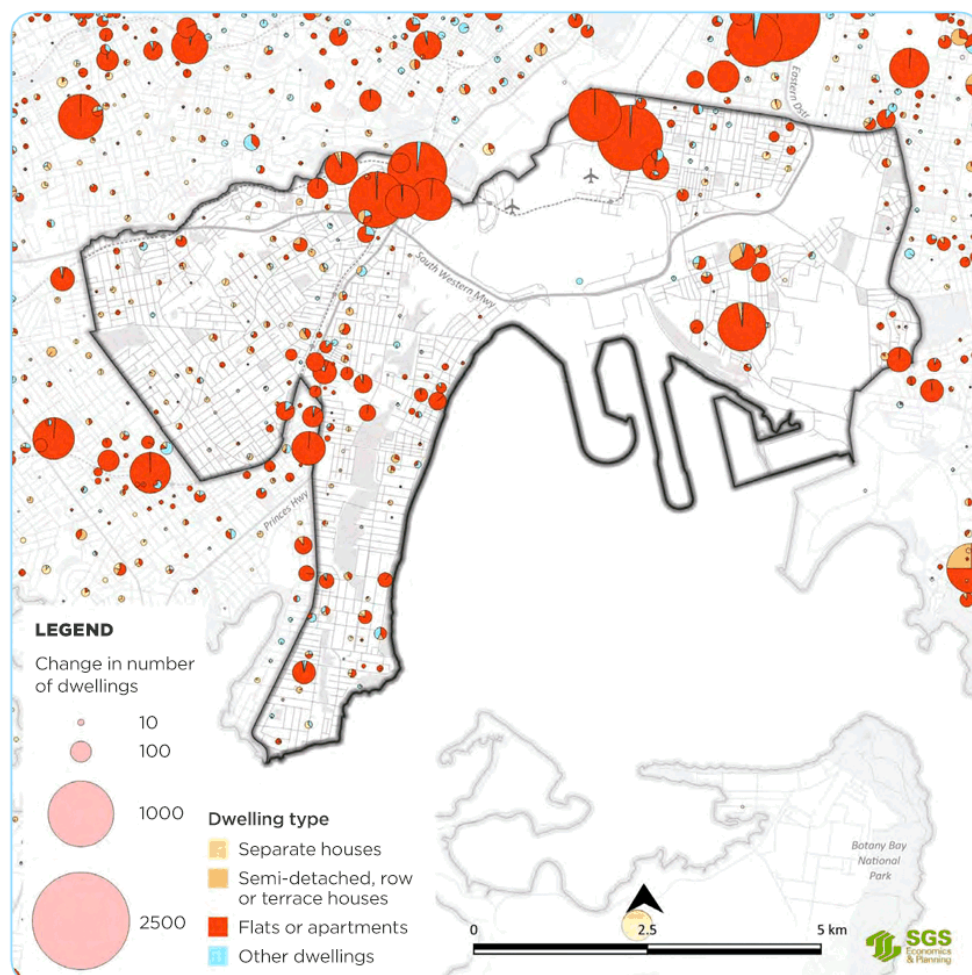 Eastern Dstr
South Western Mwy
Princes Hwy
LEGEND
Change in number
of dwellings
10
100
1000
2500
Dwelling type
Separate houses
Semi-detached, row
or terrace houses
Flats or apartments
Other dwellings
Botany Bay
National
Park
0
2.5
5 km
SGS
Economics
& Planning